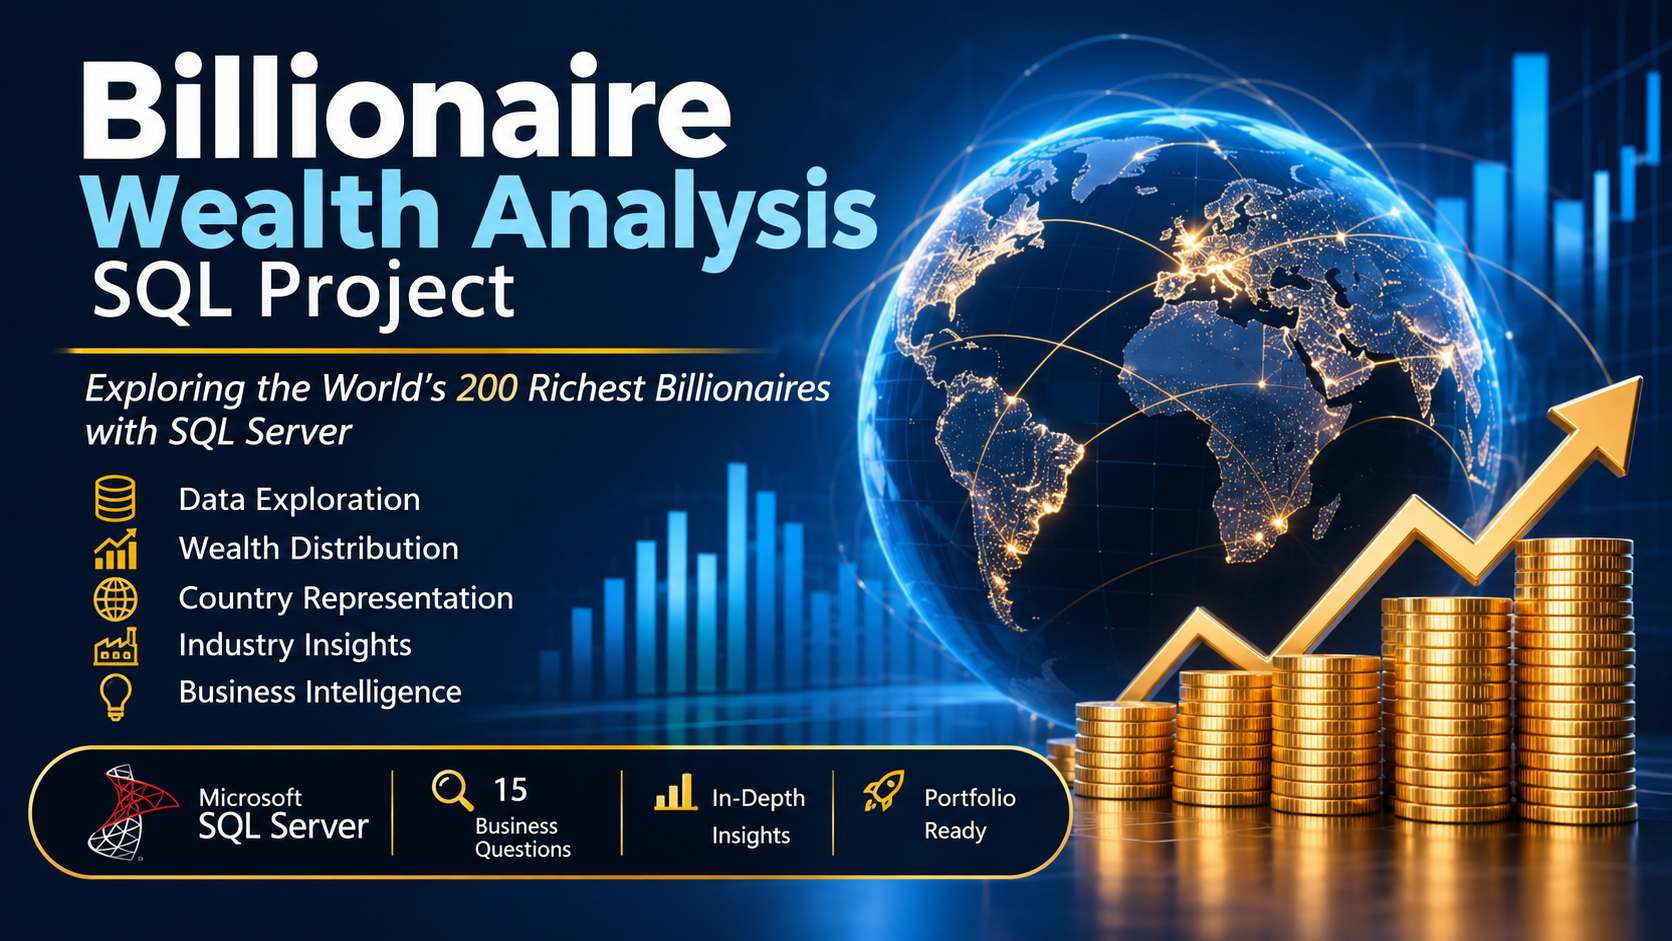 Billionaire
Wealth Analysis
SQL Project
Exploring the World's 200 Richest Billionaires
with SQL Server
Data Exploration
Wealth Distribution
Country Representation
Industry Insights
Business Intelligence
Microsoft
SQL Server
15
Business
Questions
In-Depth
Insights
Portfolio
Ready